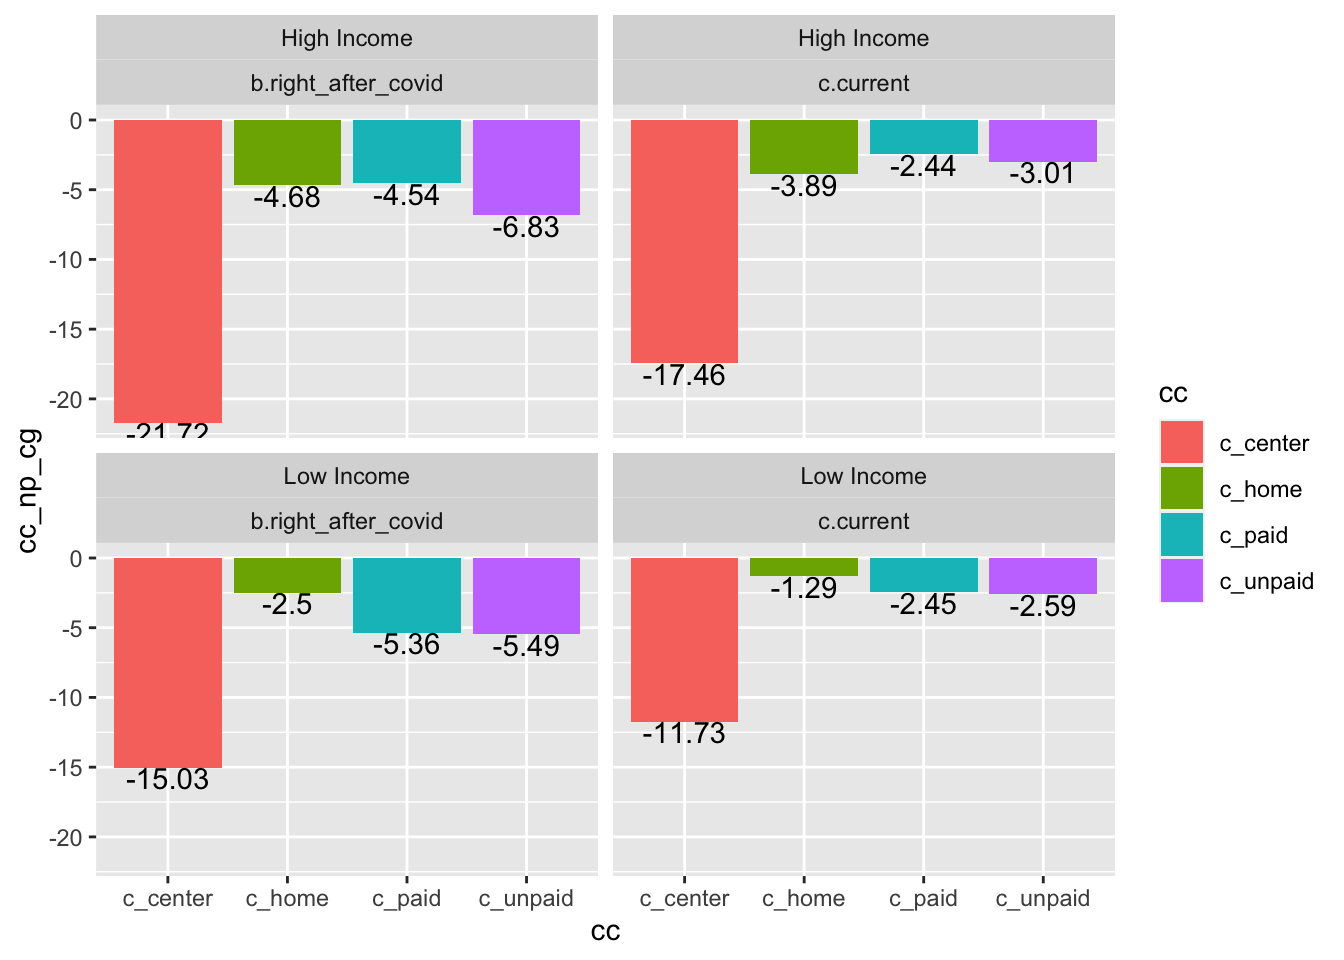 High Income
b.right_after_covid
High Income
c.current
0
-5
-10
-15
-20
-21.72
-4.68
-4.54
-6.83
-17.46
-3.89
-2.44
-3.01
Low Income
b.right_after_covid
Low Income
c.current
0
-5
-10
-15
-20
-15.03
-2.5
-5.36
-5.49
-11.73
-1.29
-2.45
-2.59
c_center
c_home
c_paid
c_unpaid
c_center
c_home
c_paid
c_unpaid
cc
cc_np_cg
cc
c_center
c_home
c_paid
c_unpaid